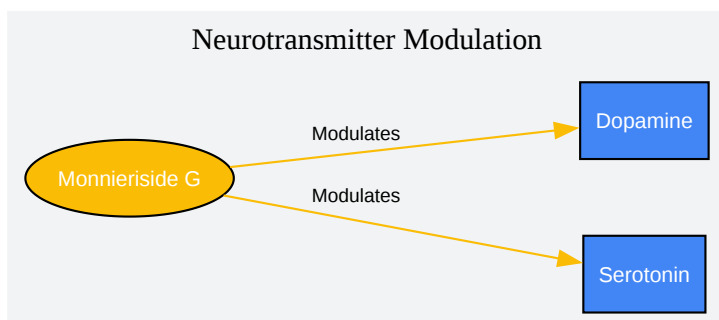 Neurotransmitter Modulation
Modulates
Dopamine
Monnieriside G
Modulates
Serotonin